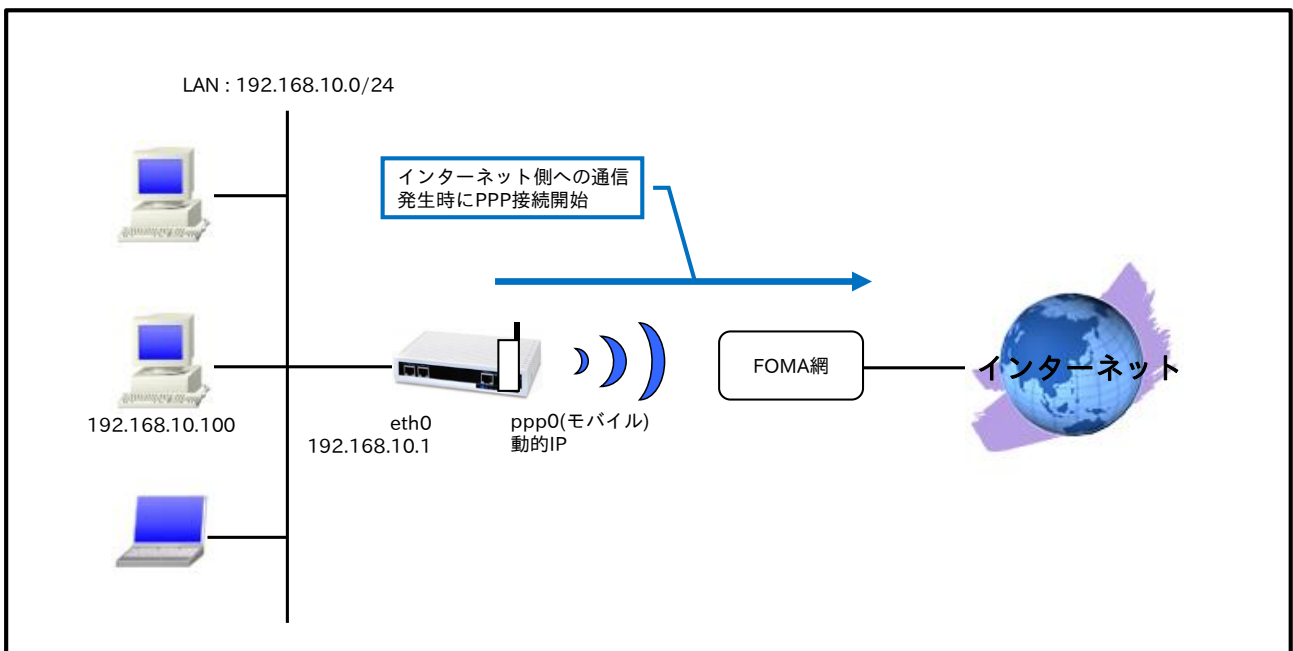 LAN : 192.168.10.0/24
インターネット側への通信
発生時にPPP接続開始
FOMA網
インターネット
192.168.10.100
eth0
192.168.10.1
ppp0(モバイル)
動的IP